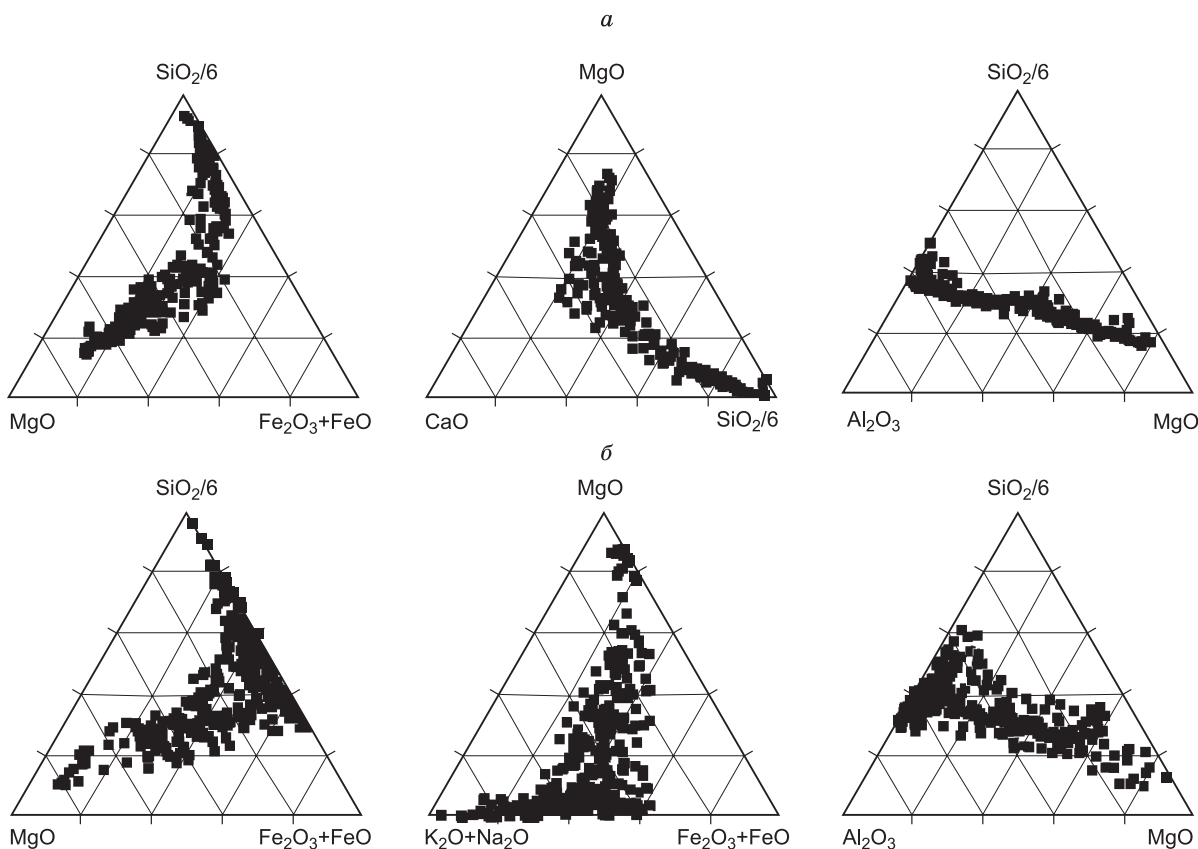 а
SiO₂/6 MgO SiO₂/6
MgO Fe₂O₃+FeO CaO SiO₂/6 Al₂O₃ MgO
б
SiO₂/6 MgO SiO₂/6
MgO Fe₂O₃+FeO K₂O+Na₂O Fe₂O₃+FeO Al₂O₃ MgO